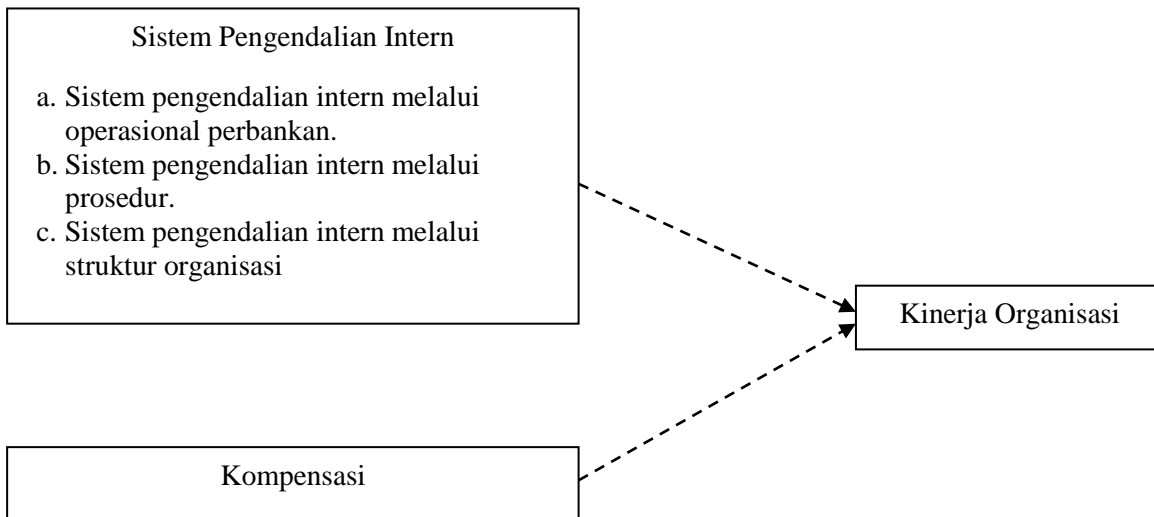 Sistem Pengendalian Intern
a. Sistem pengendalian intern melalui
operasional perbankan.
b. Sistem pengendalian intern melalui
prosedur.
c. Sistem pengendalian intern melalui
struktur organisasi
Kinerja Organisasi
Kompensasi